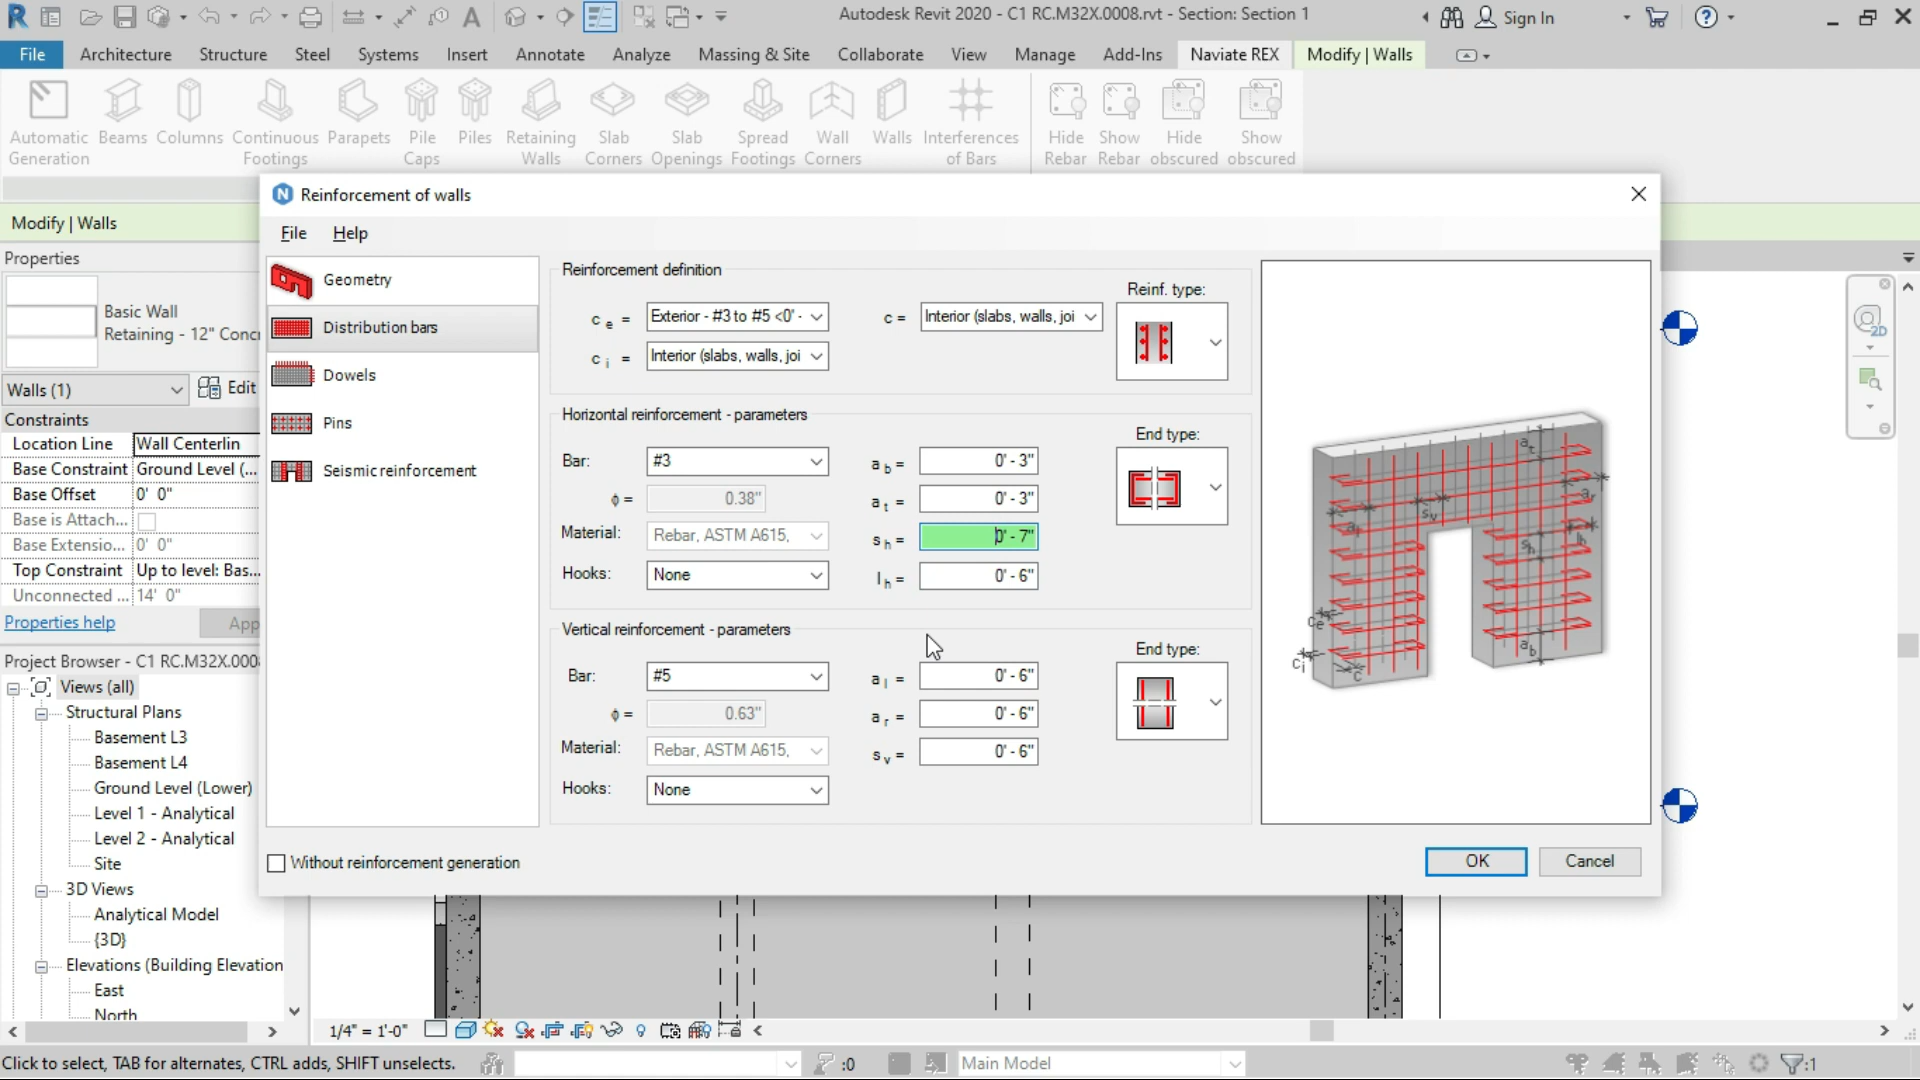 Autodesk Revit 2020 - C1 RC.M32X.0008.rvt - Section: Section 1
Sign In
File Architecture Structure Steel Systems Insert Annotate Analyze Massing & Site Collaborate View Manage Add-Ins Naviate REX Modify | Walls
Automatic Generation
Beams
Columns
Continuous Footings
Parapets
Pile Caps
Piles
Retaining Walls
Slab Corners
Slab Openings
Spread Footings
Wall Corners
Walls
Interferences of Bars
Hide Rebar
Show Rebar
Hide obscured
Show obscured
Modify | Walls
Properties
Basic Wall
Retaining - 12" Conc
Walls (1)
Edit
Constraints
Location Line Wall Centerlin
Base Constraint Ground Level (...
Base Offset 0' 0"
Base is Attach...
Base Extensio... 0' 0"
Top Constraint Up to level: Bas...
Unconnected ... 14' 0"
Properties help
App
Project Browser - C1 RC.M32X.000
Views (all)
Structural Plans
Basement L3
Basement L4
Ground Level (Lower)
Level 1 - Analytical
Level 2 - Analytical
Site
3D Views
Analytical Model
{3D}
Elevations (Building Elevation
East
North
Reinforcement of walls
File Help
Geometry
Distribution bars
Dowels
Pins
Seismic reinforcement
Reinforcement definition
c e = Exterior - #3 to #5 <0' -
c = Interior (slabs, walls, joi
c i = Interior (slabs, walls, joi
Reinf. type:
Horizontal reinforcement - parameters
Bar: #3
ϕ = 0.38"
Material: Rebar, ASTM A615,
Hooks: None
a b = 0' - 3"
a t = 0' - 3"
s h = 0' - 7"
l h = 0' - 6"
End type:
Vertical reinforcement - parameters
Bar: #5
ϕ = 0.63"
Material: Rebar, ASTM A615,
Hooks: None
a l = 0' - 6"
a r = 0' - 6"
s v = 0' - 6"
End type:
Without reinforcement generation
OK
Cancel
2D
1/4" = 1'-0"
Click to select, TAB for alternates, CTRL adds, SHIFT unselects.
:0
Main Model
:1